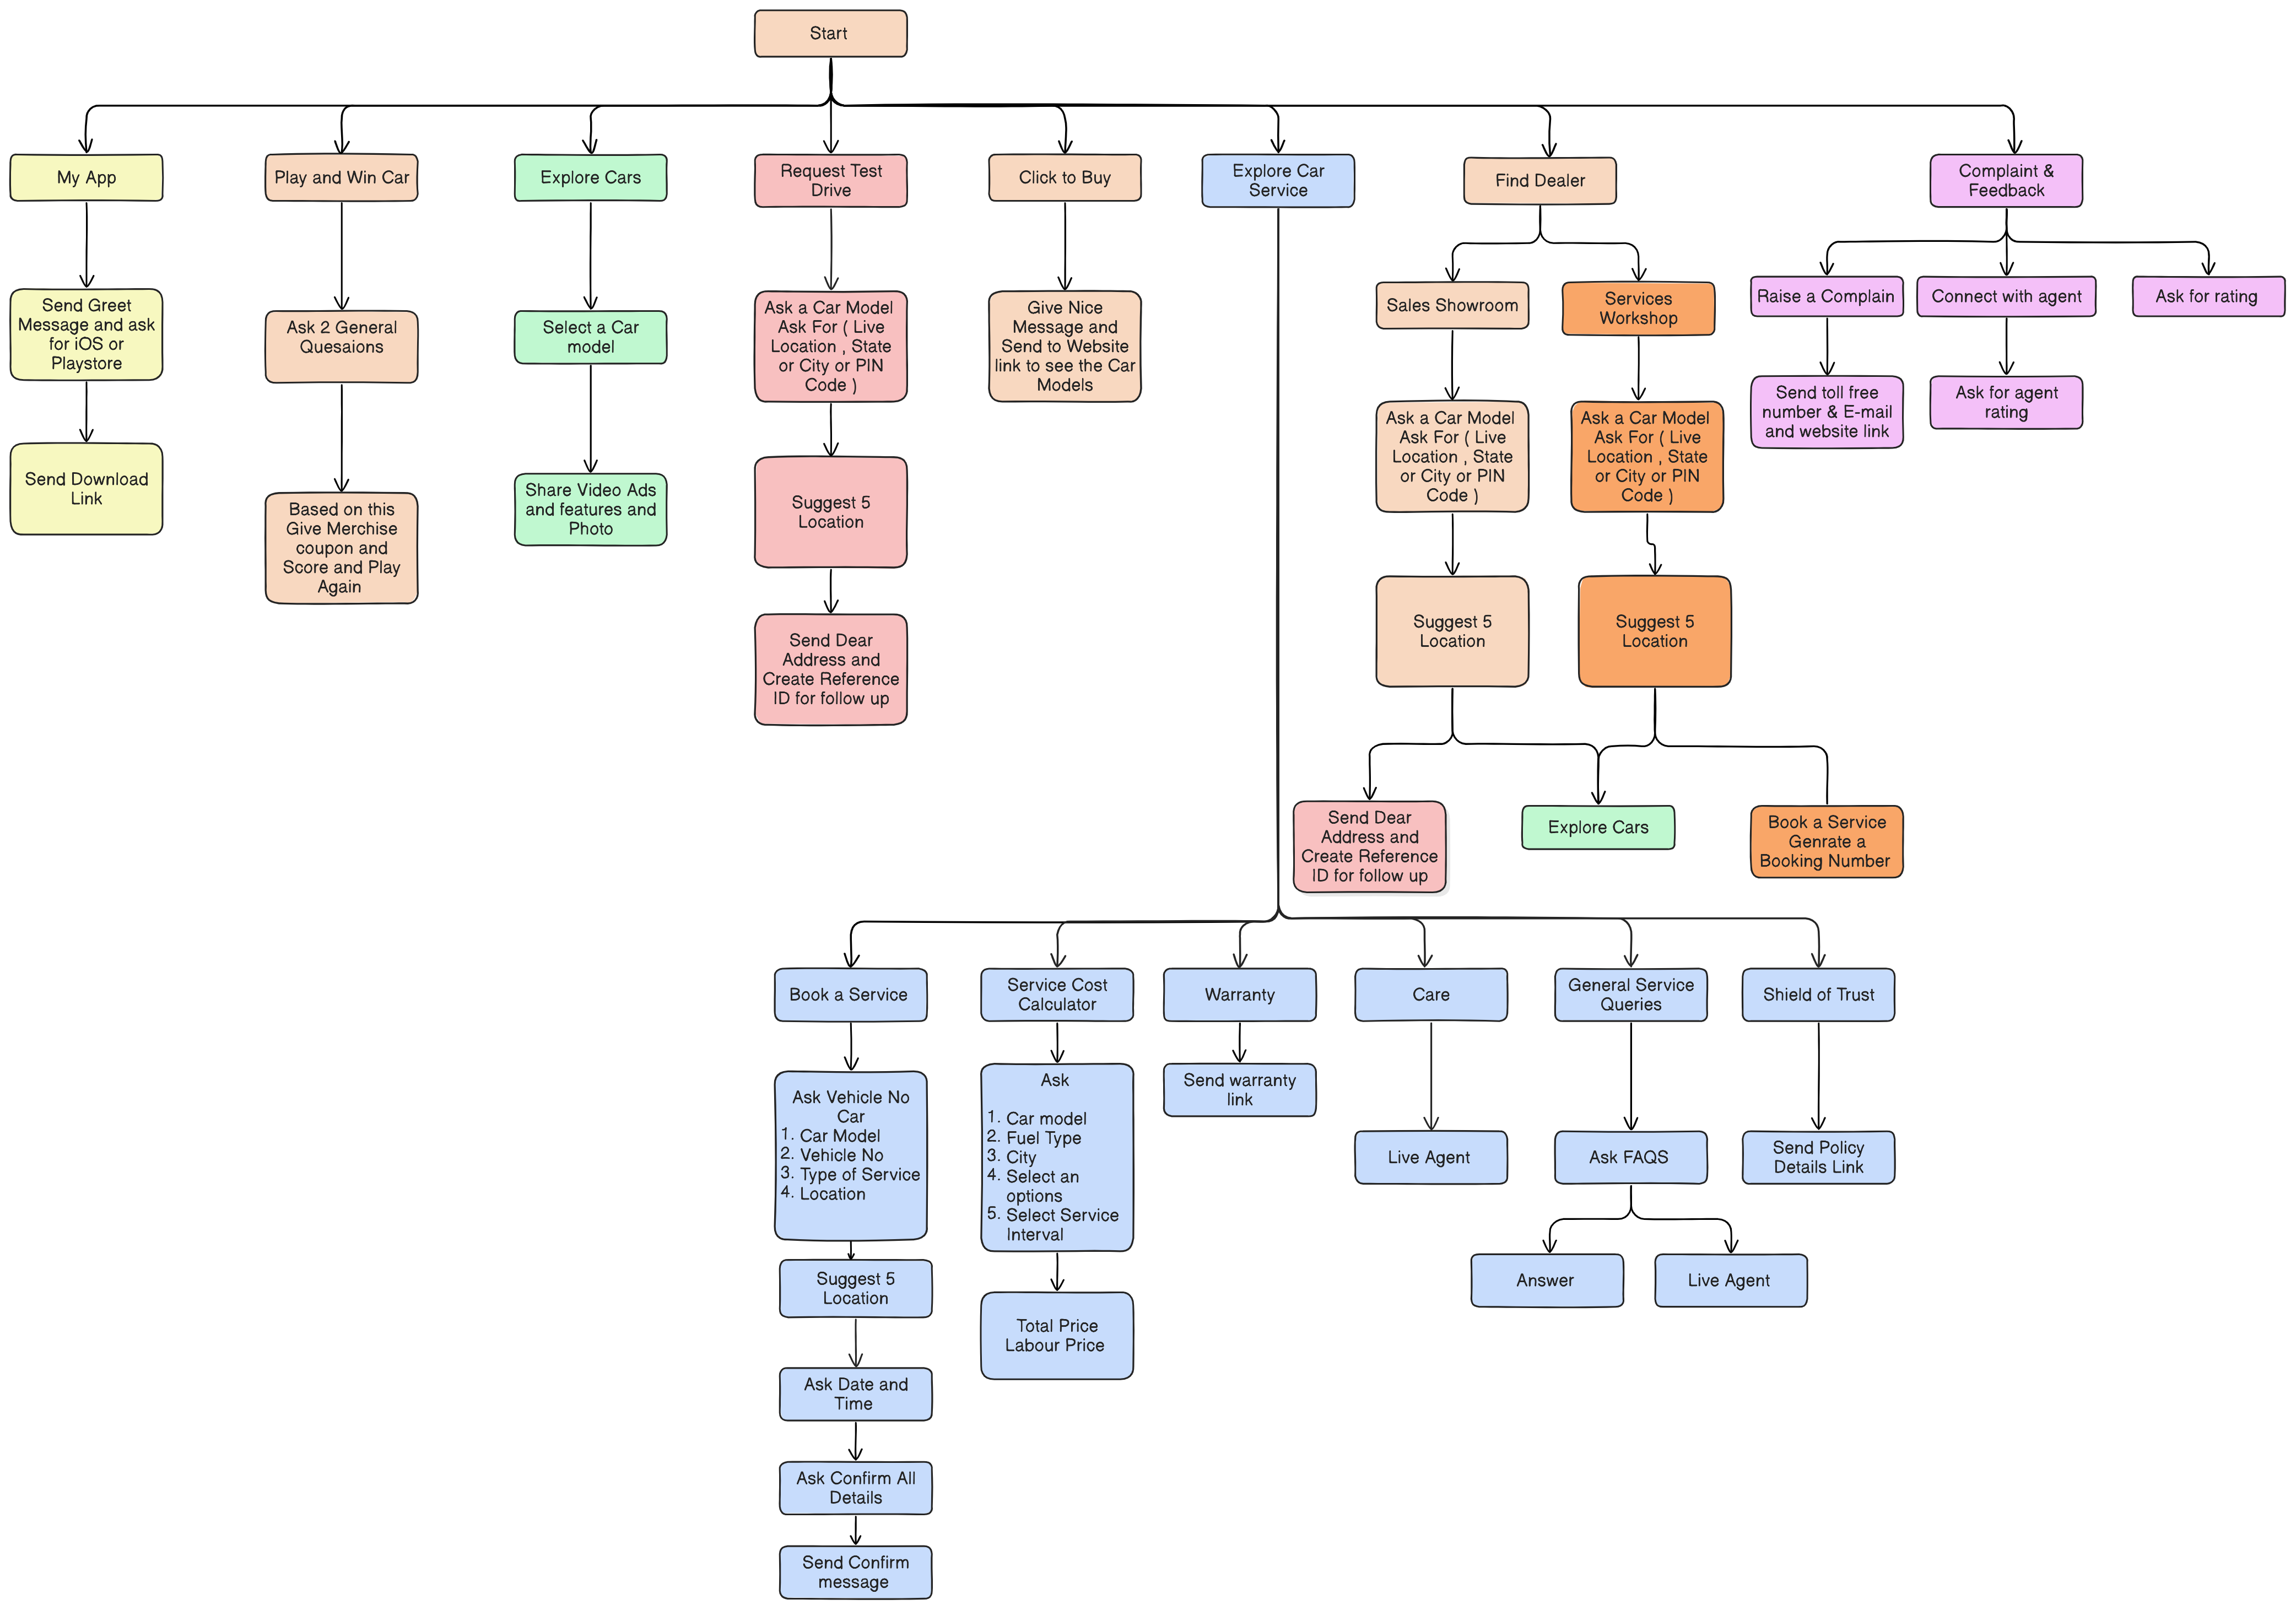 Start
My App
Play and Win Car
Explore Cars
Request Test
Drive
Click to Buy
Explore Car
Service
Find Dealer
Complaint &
Feedback
Send Greet
Message and ask
for iOS or
Playstore
Send Download
Link
Ask 2 General
Quesaions
Based on this
Give Merchise
coupon and
Score and Play
Again
Select a Car
model
Share Video Ads
and features and
Photo
Ask a Car Model
Ask For ( Live
Location , State
or City or PIN
Code )
Suggest 5
Location
Send Dear
Address and
Create Reference
ID for follow up
Give Nice
Message and
Send to Website
link to see the Car
Models
Sales Showroom
Services
Workshop
Ask a Car Model
Ask For ( Live
Location , State
or City or PIN
Code )
Ask a Car Model
Ask For ( Live
Location , State
or City or PIN
Code )
Suggest 5
Location
Suggest 5
Location
Send Dear
Address and
Create Reference
ID for follow up
Explore Cars
Book a Service
Genrate a
Booking Number
Raise a Complain
Connect with agent
Ask for rating
Send toll free
number & E-mail
and website link
Ask for agent
rating
Book a Service
Service Cost
Calculator
Warranty
Care
General Service
Queries
Shield of Trust
Ask Vehicle No
Car
1. Car Model
2. Vehicle No
3. Type of Service
4. Location
Suggest 5
Location
Ask Date and
Time
Ask Confirm All
Details
Send Confirm
message
Ask
1. Car model
2. Fuel Type
3. City
4. Select an
options
5. Select Service
Interval
Total Price
Labour Price
Send warranty
link
Live Agent
Ask FAQS
Answer
Live Agent
Send Policy
Details Link